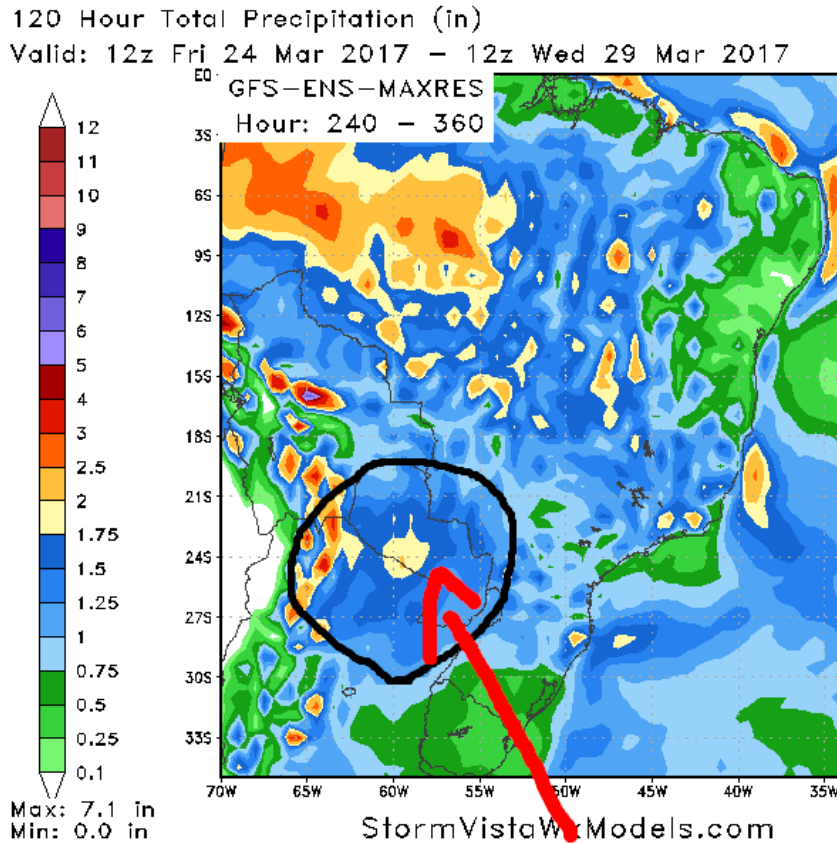 120 Hour Total Precipitation (in)
Valid: 12z Fri 24 Mar 2017 - 12z Wed 29 Mar 2017
GFS-ENS-MAXRES
Hour: 240 - 360
EQ
3S
6S
9S
12S
15S
18S
21S
24S
27S
30S
33S
12
11
10
9
8
7
6
5
4
3
2.5
2
1.75
1.5
1.25
1
0.75
0.5
0.25
0.1
70W 65W 60W 55W 50W 45W 40W 35W
Max: 7.1 in
Min: 0.0 in
StormVistaWxModels.com